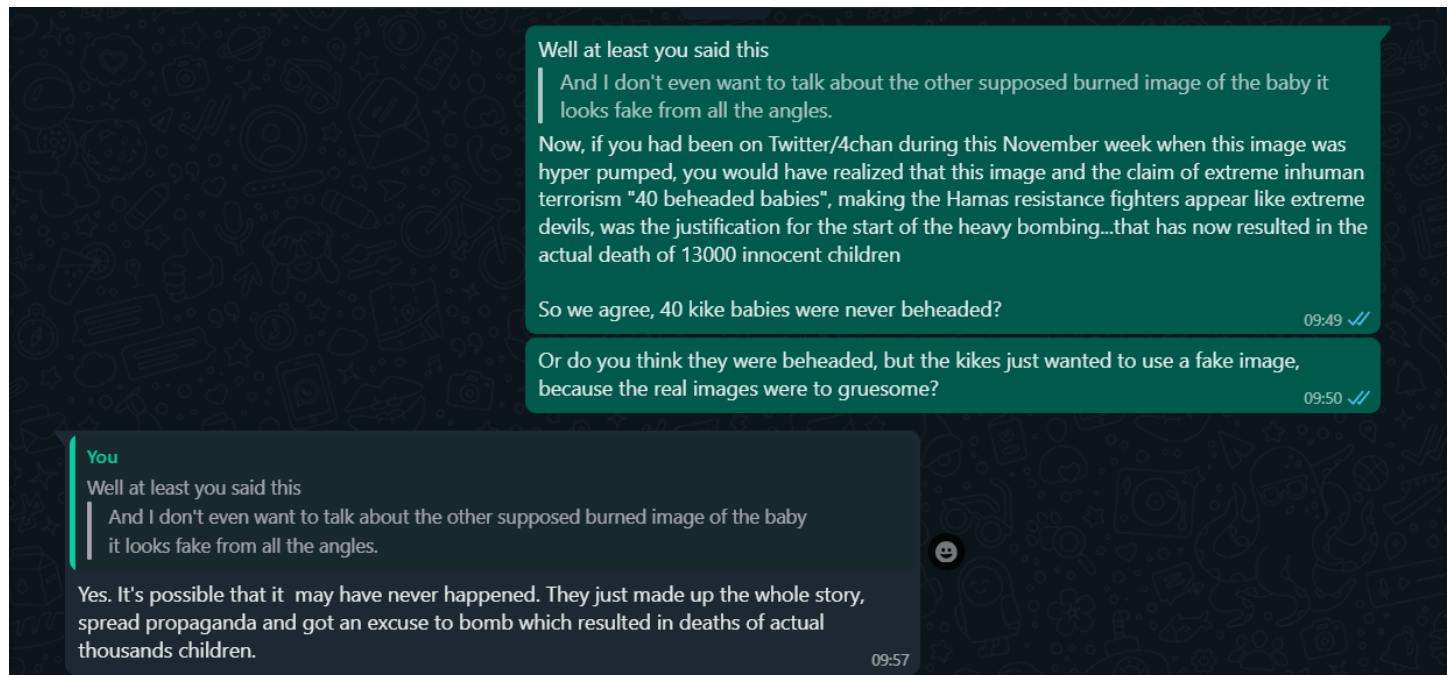 Well at least you said this
And I don't even want to talk about the other supposed burned image of the baby it
looks fake from all the angles.
Now, if you had been on Twitter/4chan during this November week when this image was
hyper pumped, you would have realized that this image and the claim of extreme inhuman
terrorism "40 beheaded babies", making the Hamas resistance fighters appear like extreme
devils, was the justification for the start of the heavy bombing...that has now resulted in the
actual death of 13000 innocent children
So we agree, 40 kike babies were never beheaded?
09:49
Or do you think they were beheaded, but the kikes just wanted to use a fake image,
because the real images were to gruesome?
09:50
You
Well at least you said this
And I don't even want to talk about the other supposed burned image of the baby
it looks fake from all the angles.
Yes. It's possible that it  may have never happened. They just made up the whole story,
spread propaganda and got an excuse to bomb which resulted in deaths of actual
thousands children.
09:57